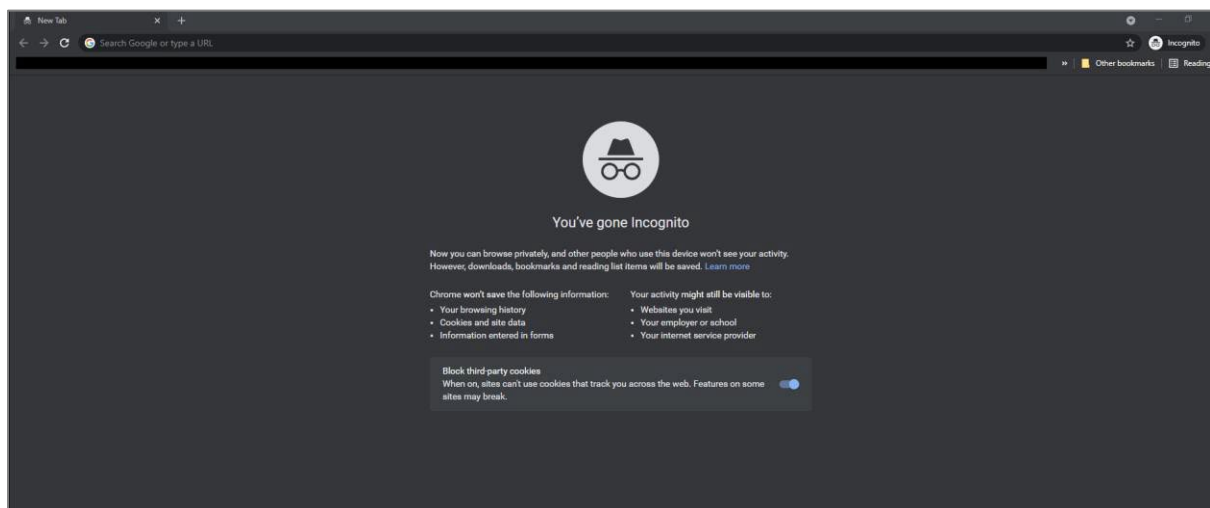 New Tab
Search Google or type a URL
Incognito
Other bookmarks
Reading
You've gone Incognito
Now you can browse privately, and other people who use this device won't see your activity.
However, downloads, bookmarks and reading list items will be saved. Learn more
Chrome won't save the following information:
• Your browsing history
• Cookies and site data
• Information entered in forms
Your activity might still be visible to:
• Websites you visit
• Your employer or school
• Your internet service provider
Block third-party cookies
When on, sites can't use cookies that track you across the web. Features on some
sites may break.